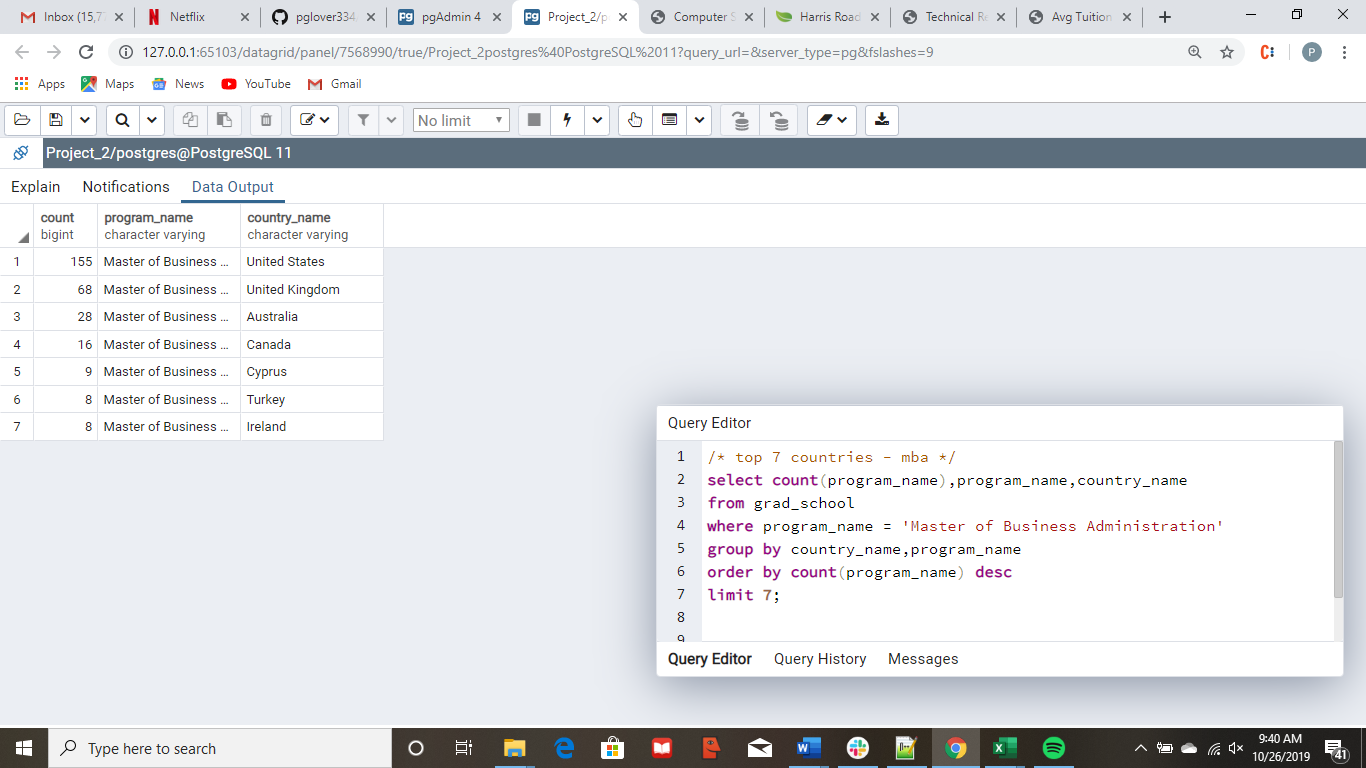 Inbox (15,7
Netflix
pglover334
pgAdmin 4
Project_2/p
Computer S
Harris Road
Technical R
Avg Tuition
127.0.0.1:65103/datagrid/panel/7568990/true/Project_2postgres%40PostgreSQL%2011?query_url=&server_type=pg&fslashes=9
C:
P
Apps
Maps
News
YouTube
Gmail
No limit
Project_2/postgres@PostgreSQL 11
Explain
Notifications
Data Output
count program_name country_name
bigint character varying character varying
1 155 Master of Business ... United States
2 68 Master of Business ... United Kingdom
3 28 Master of Business ... Australia
4 16 Master of Business ... Canada
5 9 Master of Business ... Cyprus
6 8 Master of Business ... Turkey
7 8 Master of Business ... Ireland
Query Editor
1 /* top 7 countries - mba */
2 select count(program_name),program_name,country_name
3 from grad_school
4 where program_name = 'Master of Business Administration'
5 group by country_name,program_name
6 order by count(program_name) desc
7 limit 7;
8
9
Query Editor
Query History
Messages
Type here to search
9:40 AM
10/26/2019
41